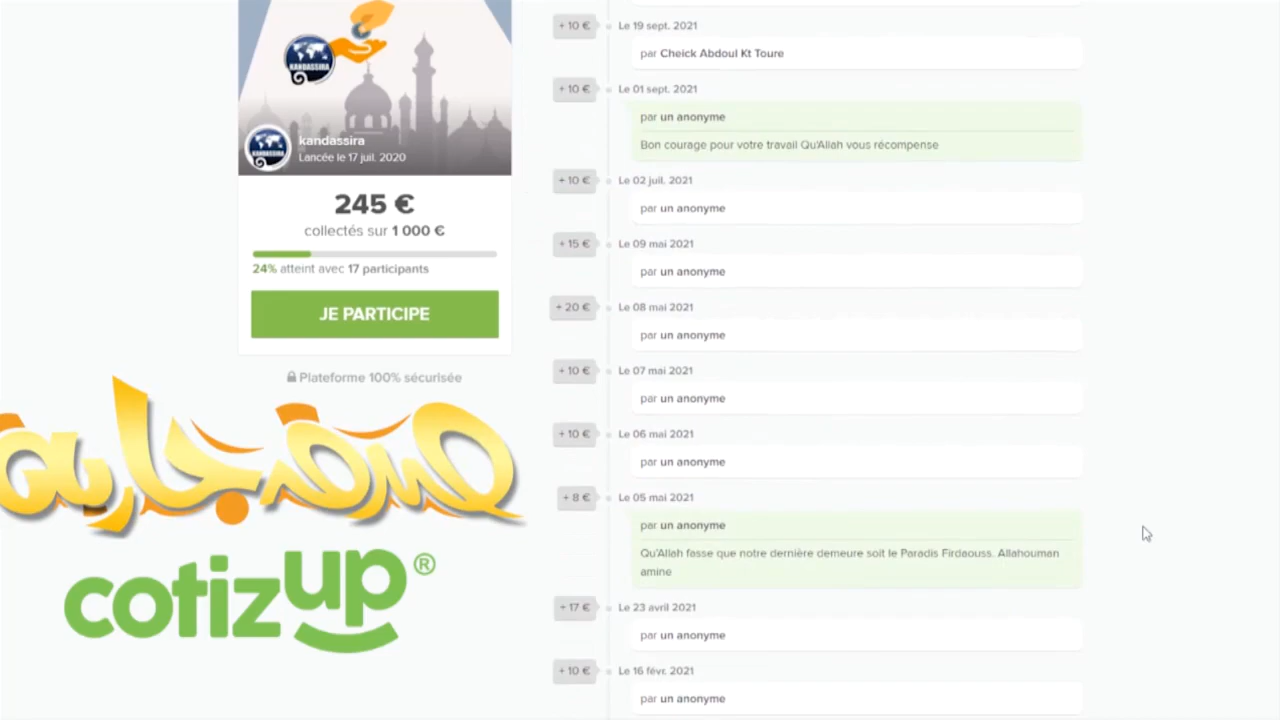 KANDASSIRA
KANDASSIRA
kandassira
Lancée le 17 juil. 2020
245 €
collectés sur 1 000 €
24% atteint avec 17 participants
JE PARTICIPE
Plateforme 100% sécurisée
صدقة جارية
cotizup®
+ 10 € Le 19 sept. 2021
par Cheick Abdoul Kt Toure
+ 10 € Le 01 sept. 2021
par un anonyme
Bon courage pour votre travail Qu'Allah vous récompense
+ 10 € Le 02 juil. 2021
par un anonyme
+ 15 € Le 09 mai 2021
par un anonyme
+ 20 € Le 08 mai 2021
par un anonyme
+ 10 € Le 07 mai 2021
par un anonyme
+ 10 € Le 06 mai 2021
par un anonyme
+ 8 € Le 05 mai 2021
par un anonyme
Qu'Allah fasse que notre dernière demeure soit le Paradis Firdaouss. Allahouman
amine
+ 17 € Le 23 avril 2021
par un anonyme
+ 10 € Le 16 févr. 2021
par un anonyme